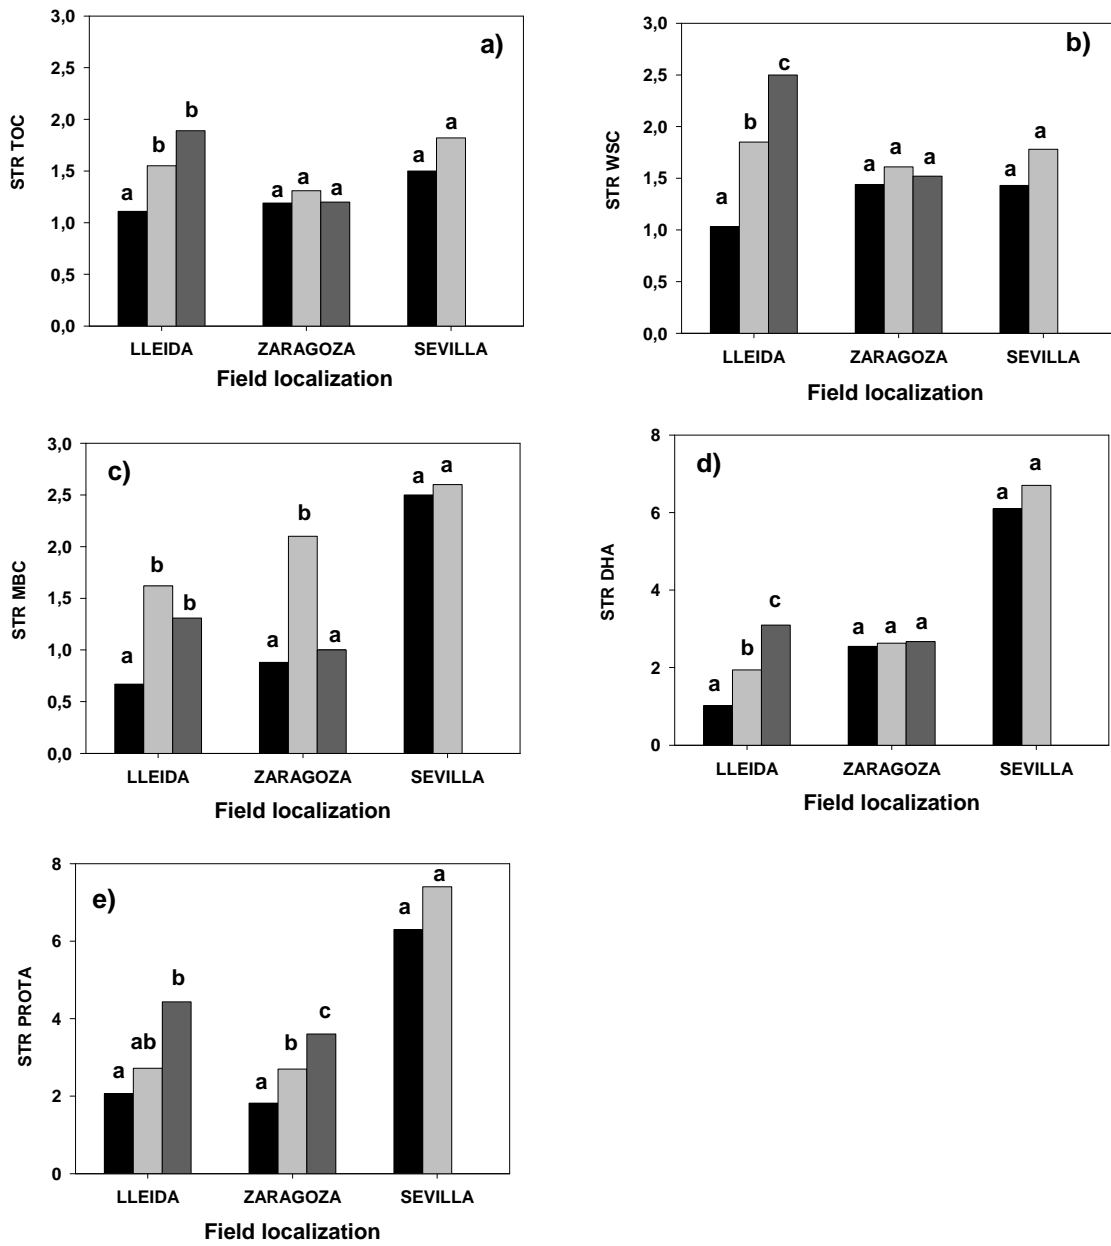 a)
STR TOC
3,0
2,5
2,0
1,5
1,0
0,5
0,0
a b b
a a a
a a
LLEIDA ZARAGOZA SEVILLA
Field localization
b)
STR WSC
3,0
2,5
2,0
1,5
1,0
0,5
0,0
a b c
a a a
a a
LLEIDA ZARAGOZA SEVILLA
Field localization
c)
STR MBC
3,0
2,5
2,0
1,5
1,0
0,5
0,0
a b b
a b a
a a
LLEIDA ZARAGOZA SEVILLA
Field localization
d)
STR DHA
8
6
4
2
0
a b c
a a a
a a
LLEIDA ZARAGOZA SEVILLA
Field localization
e)
STR PROTA
8
6
4
2
0
a ab b
a b c
a a
LLEIDA ZARAGOZA SEVILLA
Field localization